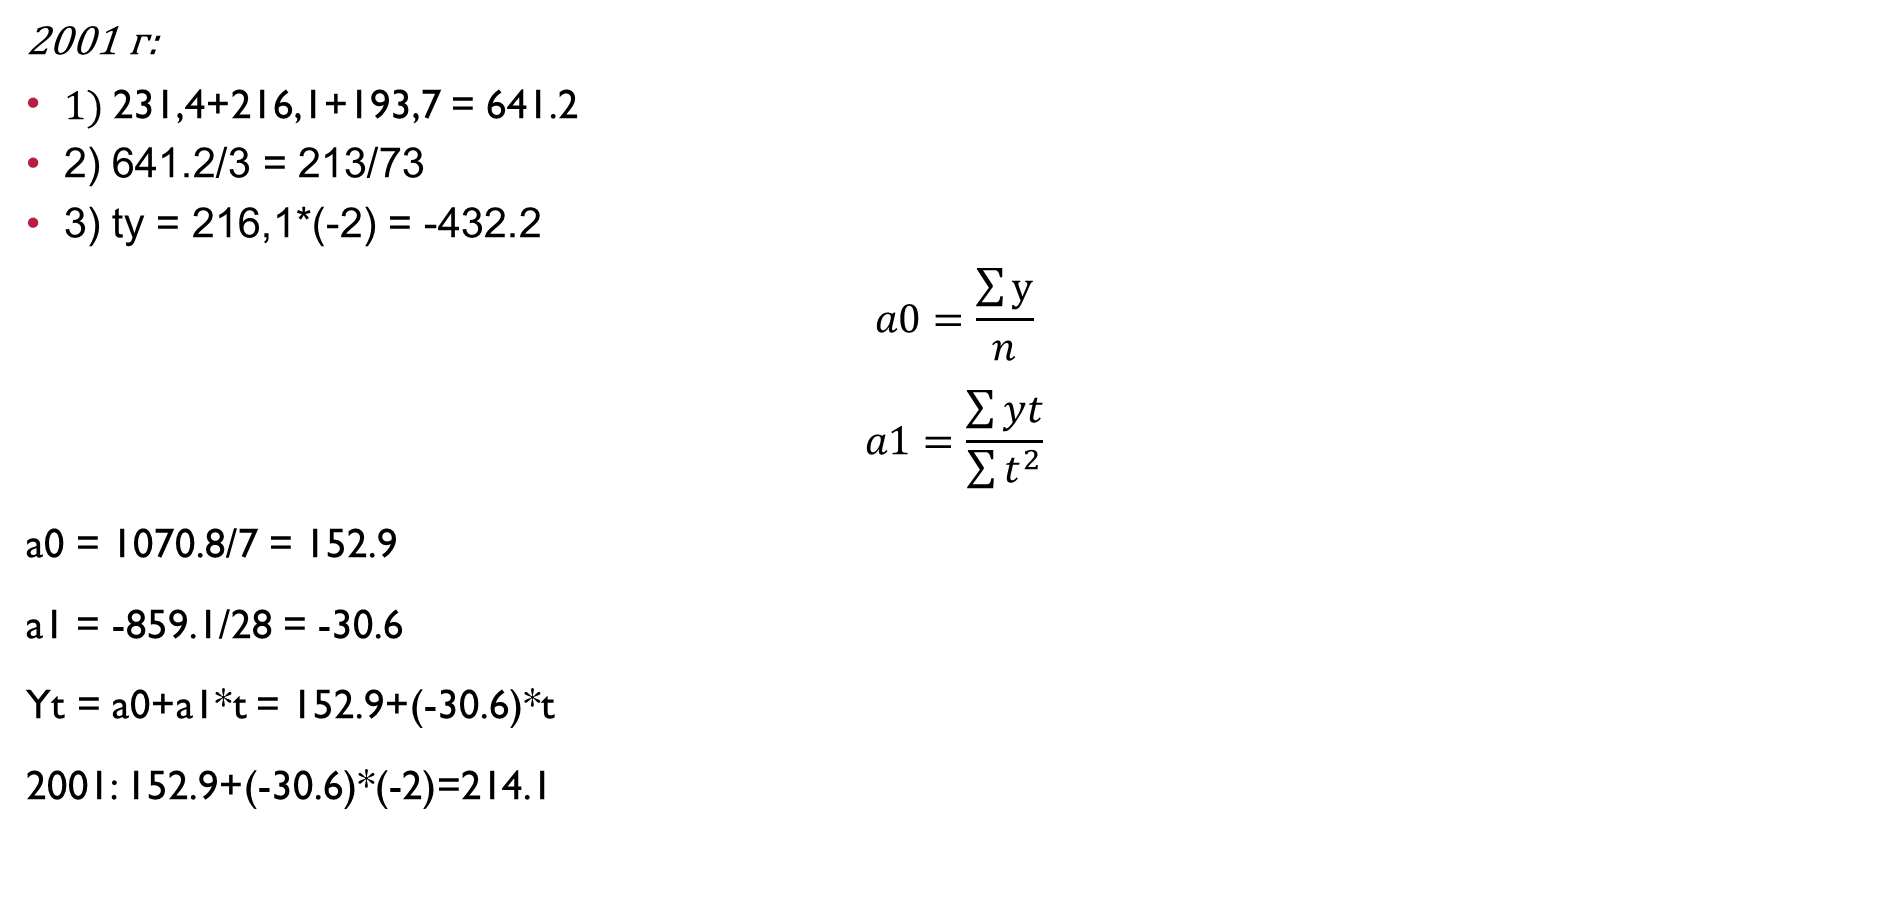 2001 г:
• 1) 231,4+216,1+193,7 = 641.2
• 2) 641.2/3 = 213/73
• 3) ty = 216,1*(-2) = -432.2
a0 = ∑y/n
a1 = ∑yt/∑t²
a0 = 1070.8/7 = 152.9
a1 = -859.1/28 = -30.6
Yt = a0+a1*t = 152.9+(-30.6)*t
2001: 152.9+(-30.6)*(-2)=214.1